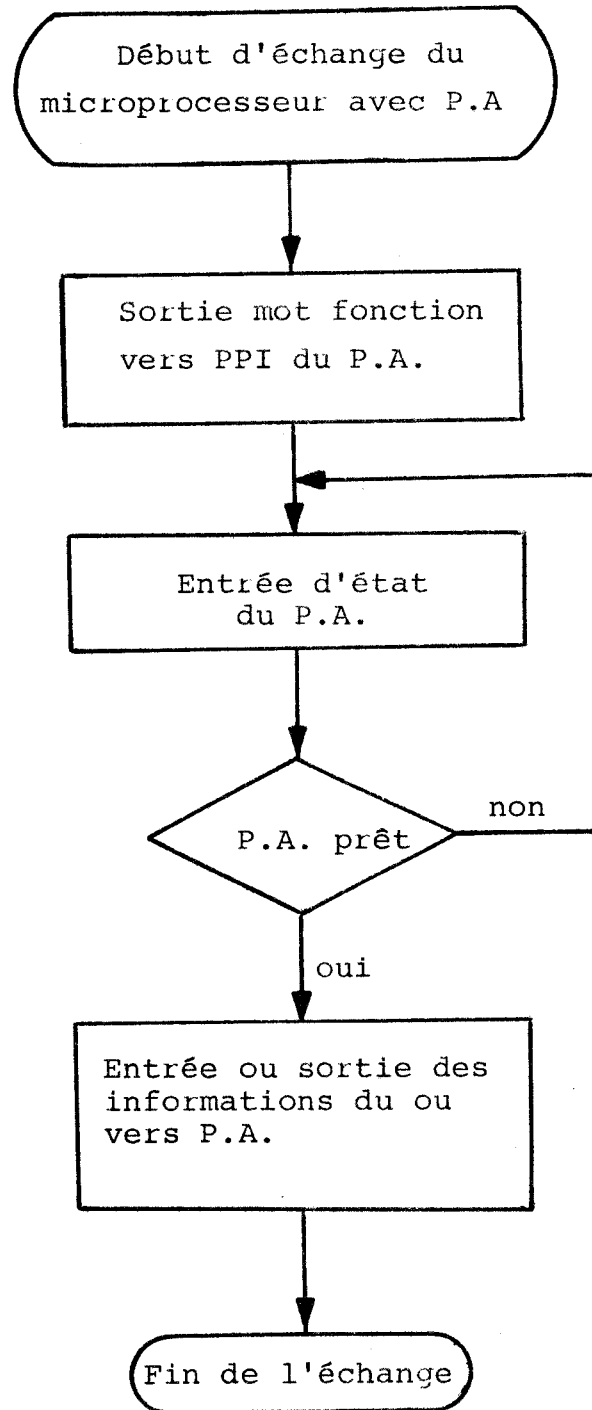 Début d'échange du
microprocesseur avec P.A
Sortie mot fonction
vers PPI du P.A.
Entrée d'état
du P.A.
P.A. prêt
non
oui
Entrée ou sortie des
informations du ou
vers P.A.
Fin de l'échange